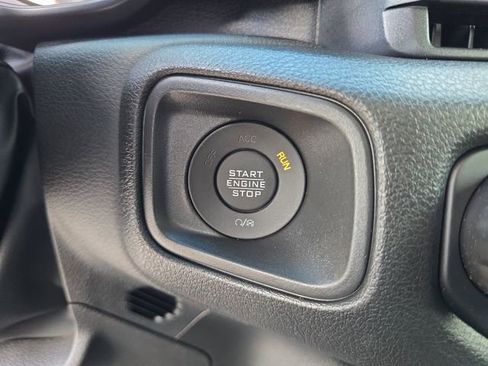 ACC
OFF
RUN
START
ENGINE
STOP